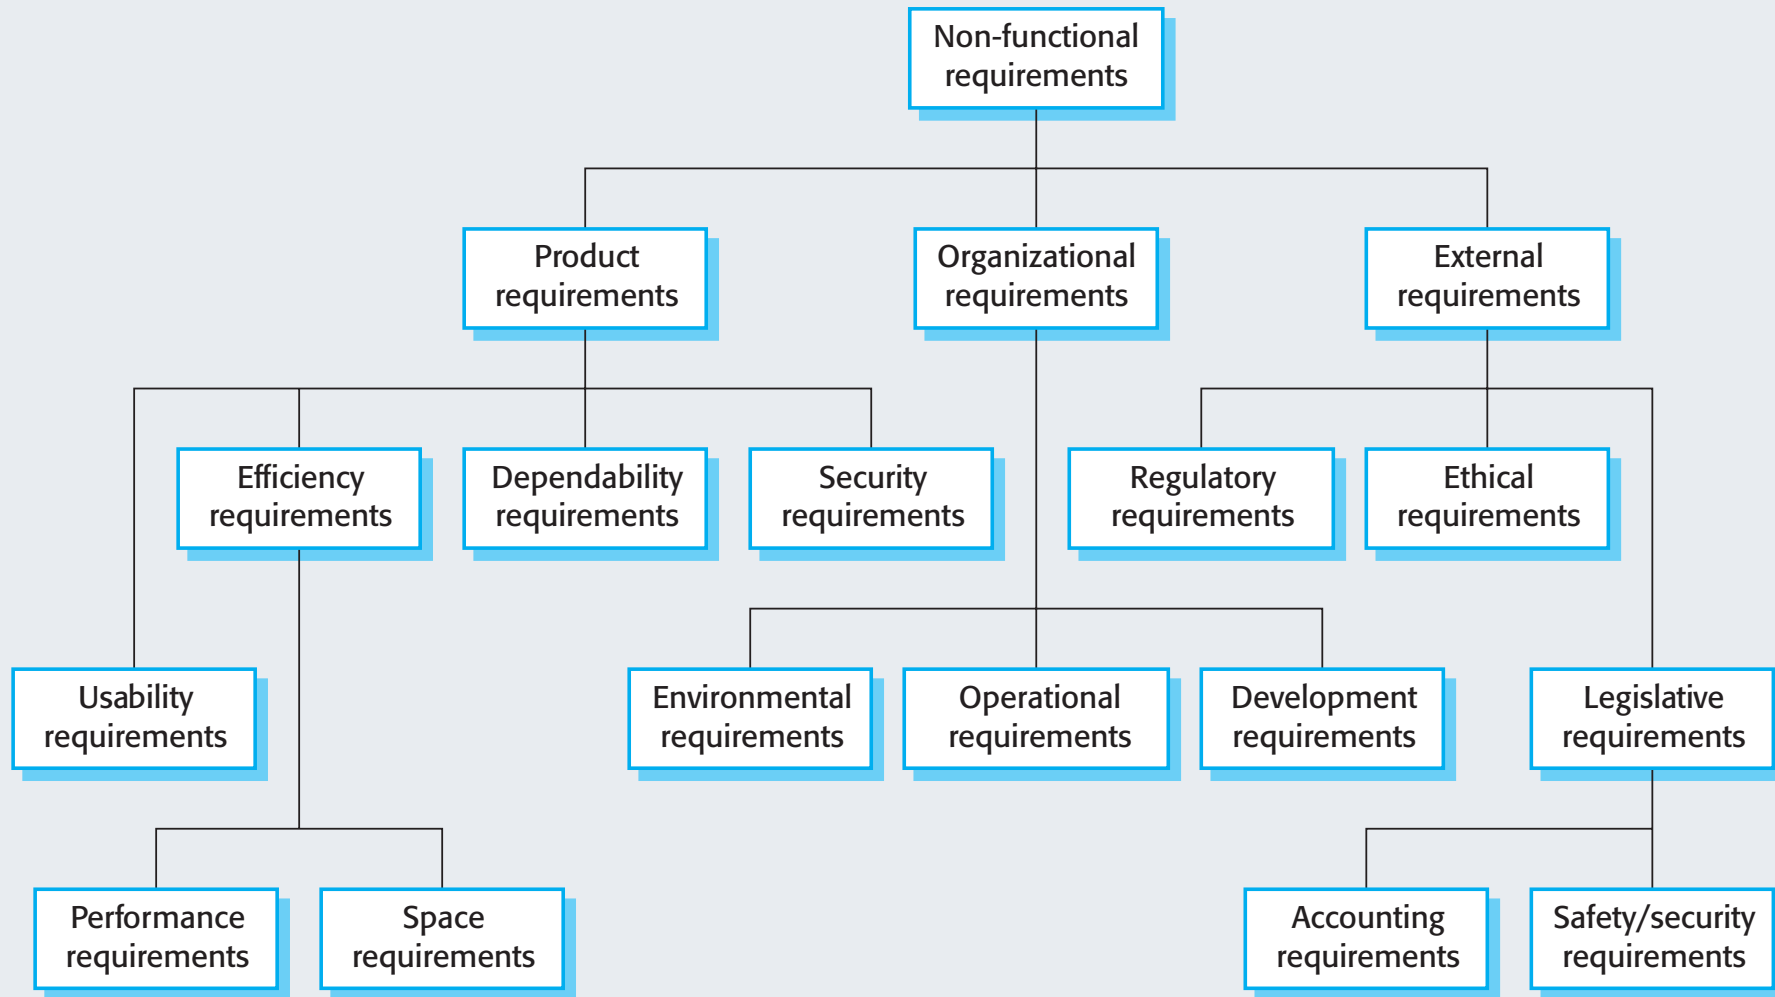 Non-functional
requirements
Product
requirements
Organizational
requirements
External
requirements
Efficiency
requirements
Dependability
requirements
Security
requirements
Regulatory
requirements
Ethical
requirements
Usability
requirements
Environmental
requirements
Operational
requirements
Development
requirements
Legislative
requirements
Performance
requirements
Space
requirements
Accounting
requirements
Safety/security
requirements